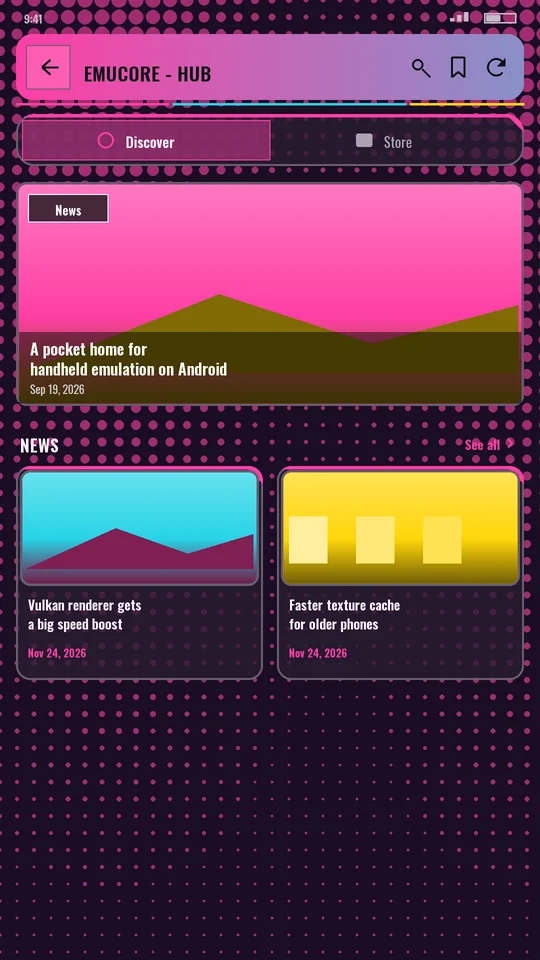 9:41
EMUCORE - HUB
Discover
Store
News
A pocket home for
handheld emulation on Android
Sep 19, 2026
NEWS
See all
Vulkan renderer gets
a big speed boost
Nov 24, 2026
Faster texture cache
for older phones
Nov 24, 2026